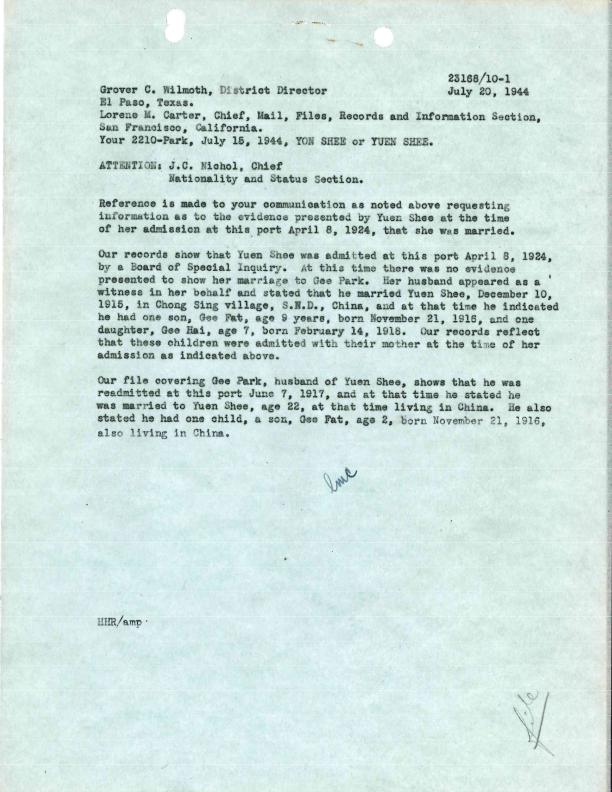 23168/10-1
Grover C. Wilmoth, District Director July 20, 1944
El Paso, Texas.
Lorene M. Carter, Chief, Mail, Files, Records and Information Section,
San Francisco, California.
Your 2210-Park, July 15, 1944, YON SHEE or YUEN SHEE.
ATTENTION: J.C. Nichol, Chief
Nationality and Status Section.
Reference is made to your communication as noted above requesting
information as to the evidence presented by Yuen Shee at the time
of her admission at this port April 8, 1924, that she was married.
Our records show that Yuen Shee was admitted at this port April 8, 1924,
by a Board of Special Inquiry. At this time there was no evidence
presented to show her marriage to Gee Park. Her husband appeared as a
witness in her behalf and stated that he married Yuen Shee, December 10,
1915, in Chong Sing village, S.N.D., China, and at that time he indicated
he had one son, Gee Fat, age 9 years, born November 21, 1916, and one
daughter, Gee Hai, age 7, born February 14, 1918. Our records reflect
that these children were admitted with their mother at the time of her
admission as indicated above.
Our file covering Gee Park, husband of Yuen Shee, shows that he was
readmitted at this port June 7, 1917, and at that time he stated he
was married to Yuen Shee, age 22, at that time living in China. He also
stated he had one child, a son, Gee Fat, age 2, born November 21, 1916,
also living in China.
lmc
HHR/amp
file